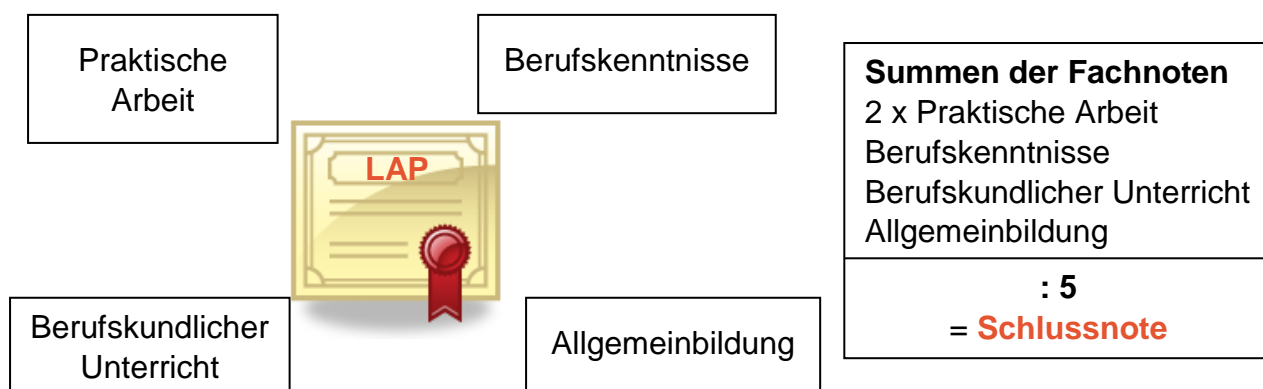 Praktische
Arbeit
Berufskenntnisse
LAP
Berufskundlicher
Unterricht
Allgemeinbildung
Summen der Fachnoten
2 x Praktische Arbeit
Berufskenntnisse
Berufskundlicher Unterricht
Allgemeinbildung
: 5
= Schlussnote